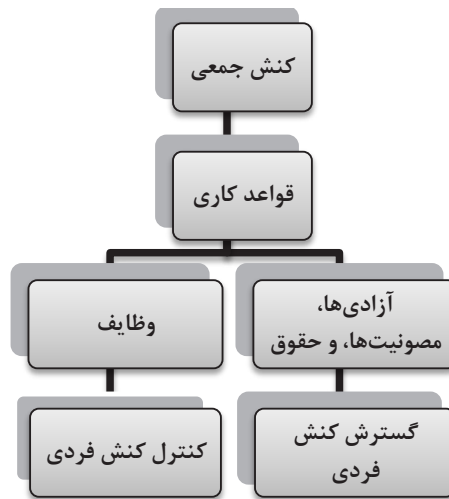 کنش جمعی
قواعد کاری
آزادی‌ها،
مصونیت‌ها، و حقوق
وظایف
گسترش کنش
فردی
کنترل کنش فردی